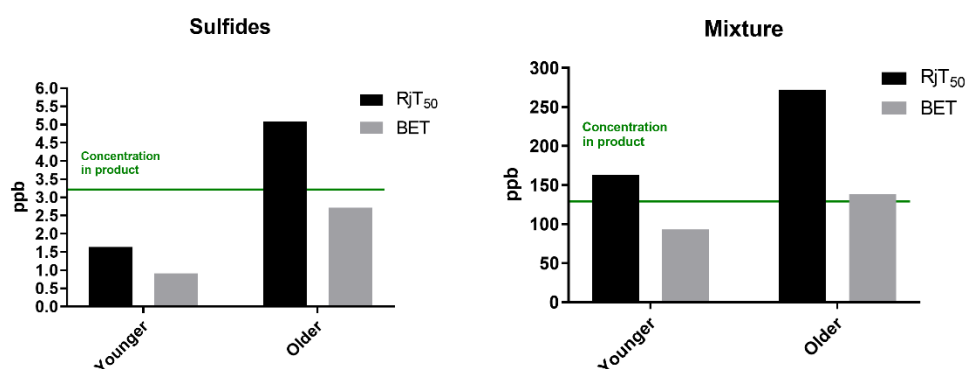 Sulfides
6.0
5.5
5.0
4.5
4.0
3.5
3.0
2.5
2.0
1.5
1.0
0.5
0.0
ppb
Concentration
in product
RjT50
BET
Younger
Older
Mixture
300
250
200
150
100
50
0
ppb
Concentration
in product
RjT50
BET
Younger
Older